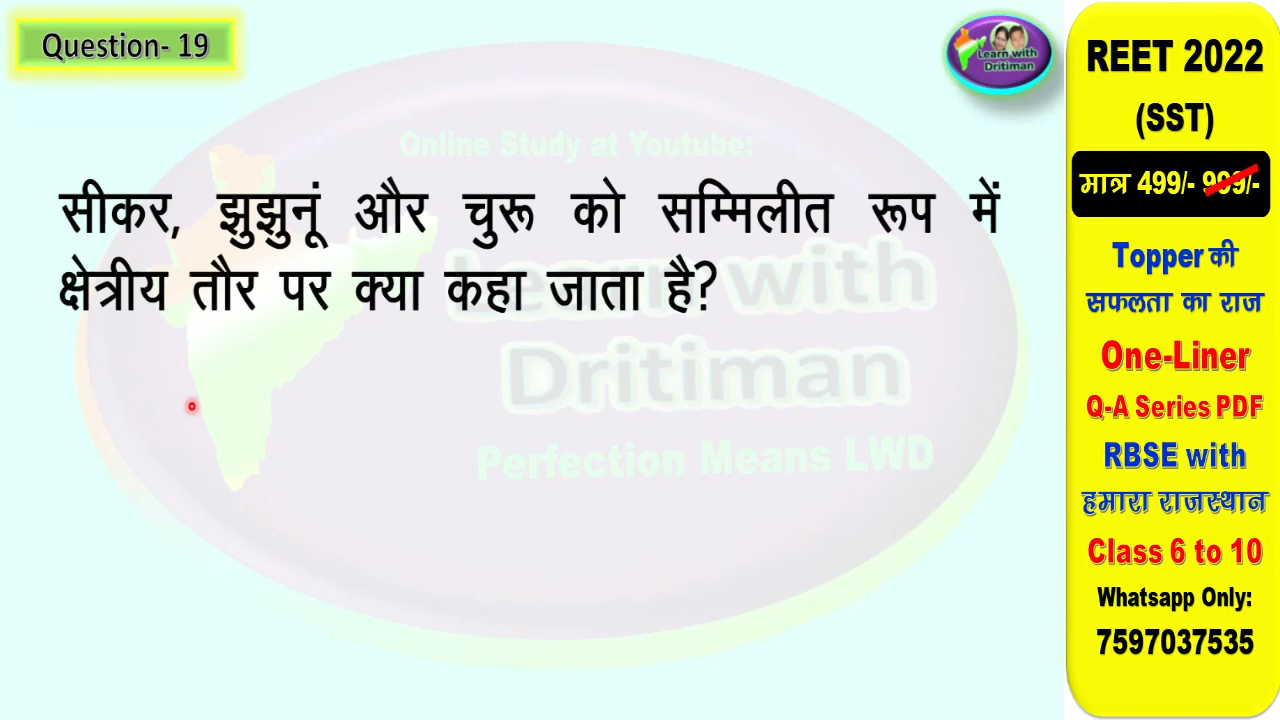 Question- 19
Learn with
Dritiman
Online Study at Youtube:
सीकर, झुझुनूं और चुरू को सम्मिलीत रूप में
क्षेत्रीय तौर पर क्या कहा जाता है?
Learn with
Dritiman
Perfection Means LWD
REET 2022
(SST)
मात्र 499/- 999/-
Topper की
सफलता का राज
One-Liner
Q-A Series PDF
RBSE with
हमारा राजस्थान
Class 6 to 10
Whatsapp Only:
7597037535